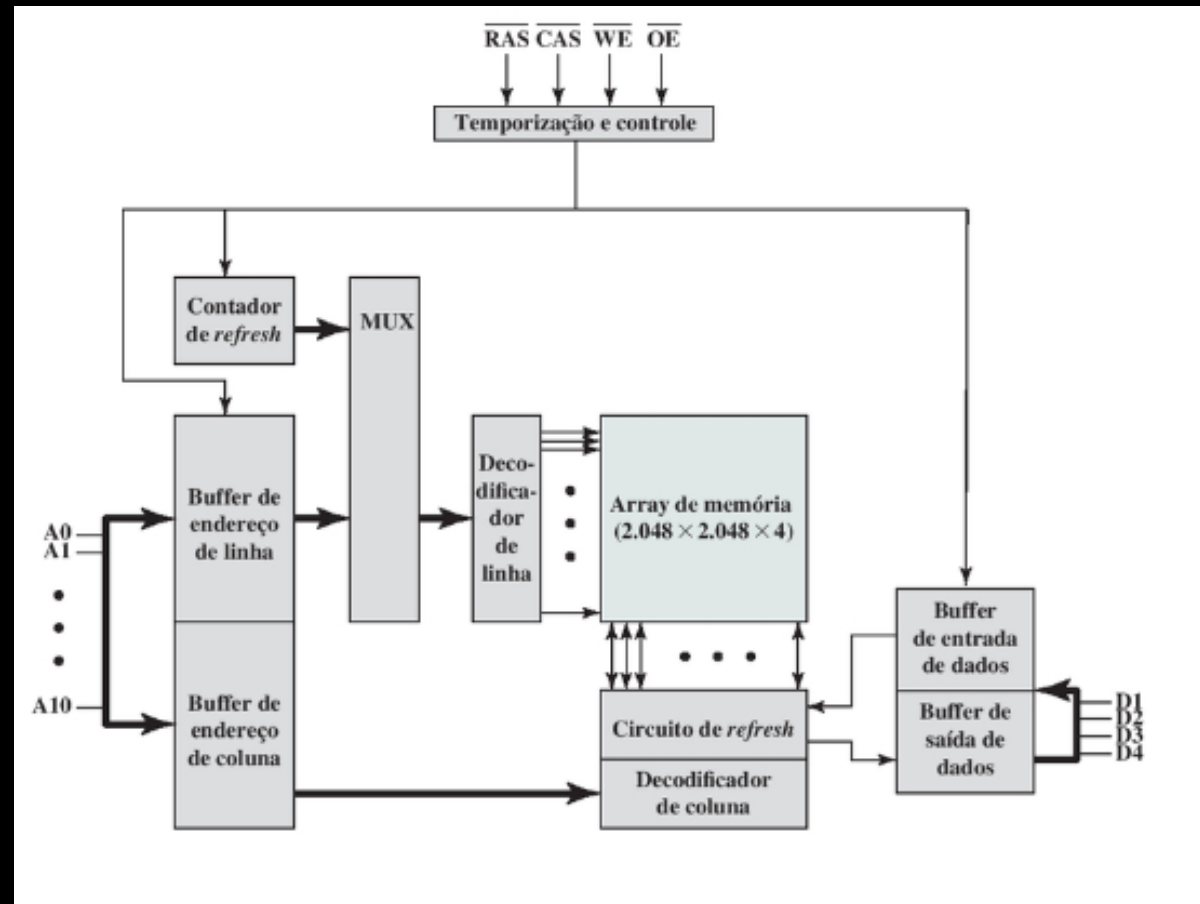 RAS CAS WE OE
Temporização e controle
Contador
de refresh
MUX
Buffer de
endereço
de linha
Deco-
difica-
dor
de
linha
Array de memória
(2.048 × 2.048 × 4)
A0
A1
A10
Buffer de
endereço
de coluna
Circuito de refresh
Decodificador
de coluna
Buffer
de entrada
de dados
Buffer de
saída de
dados
D1
D2
D3
D4